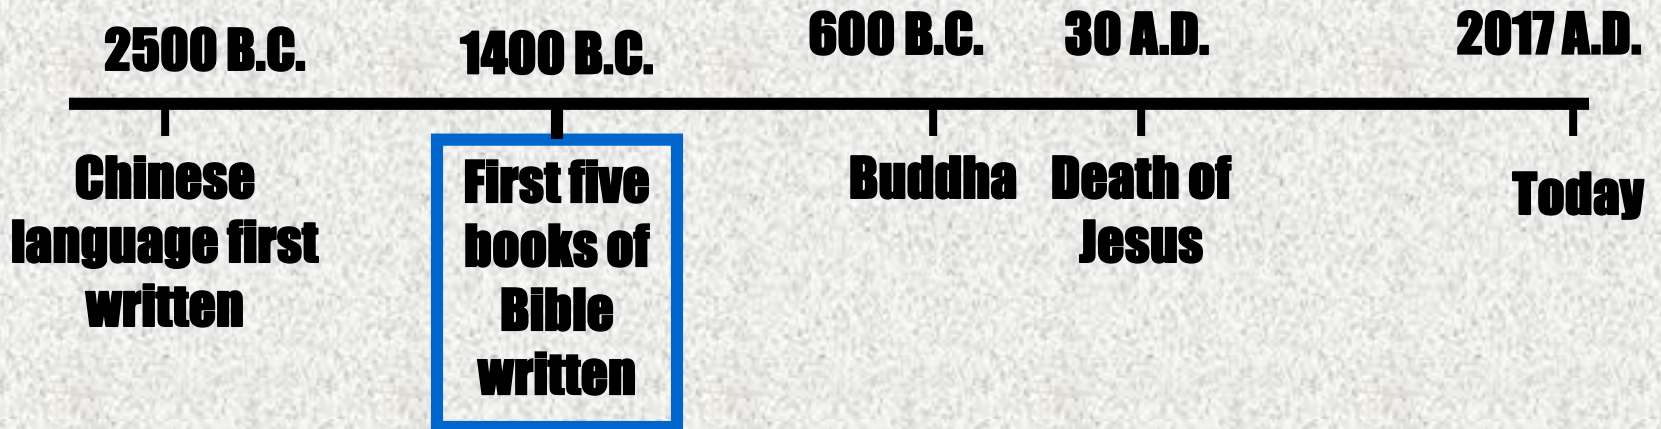 2500 B.C.
1400 B.C.
600 B.C.
30 A.D.
2017 A.D.
Chinese
language first
written
First five
books of
Bible
written
Buddha
Death of
Jesus
Today